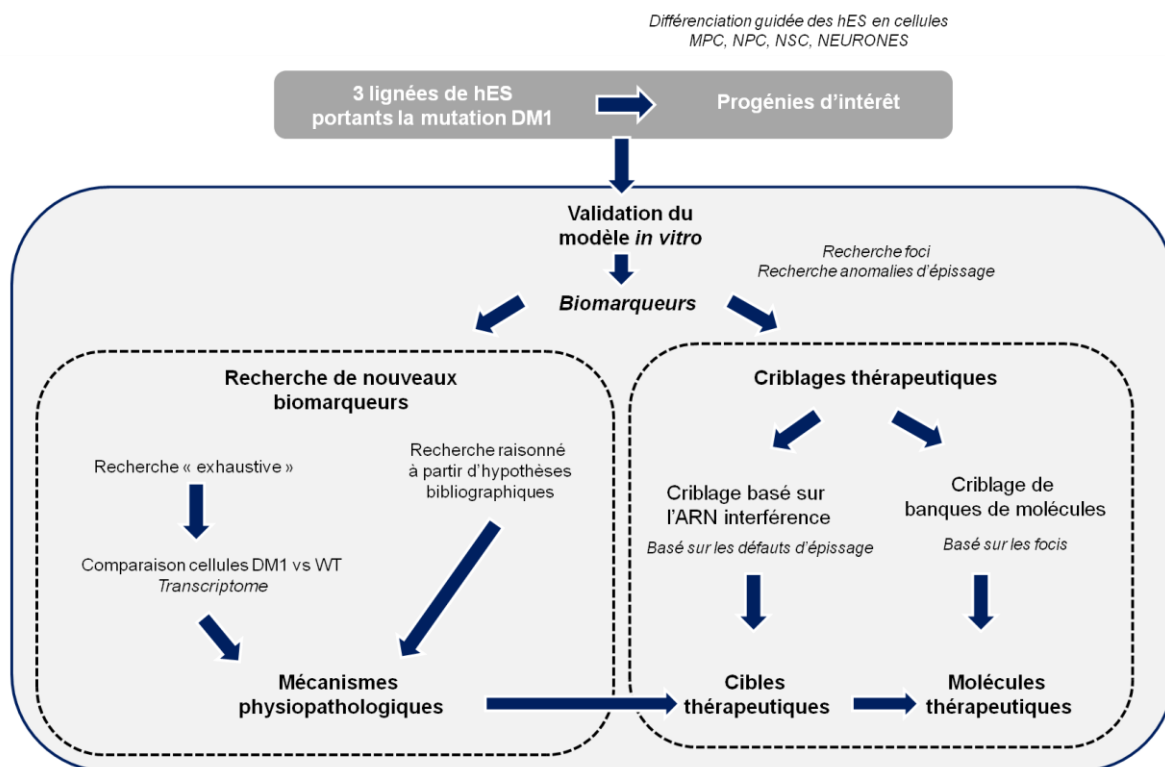 Différenciation guidée des hES en cellules
MPC, NPC, NSC, NEURONES
3 lignées de hES
portants la mutation DM1
Progénies d'intérêt
Validation du
modèle in vitro
Recherche foci
Recherche anomalies d'épissage
Biomarqueurs
Recherche de nouveaux
biomarqueurs
Recherche « exhaustive »
Recherche raisonné
à partir d'hypothèses
bibliographiques
Comparaison cellules DM1 vs WT
Transcriptome
Mécanismes
physiopathologiques
Criblages thérapeutiques
Criblage basé sur
l'ARN interférence
Basé sur les défauts d'épissage
Criblage de
banques de molécules
Basé sur les focis
Cibles
thérapeutiques
Molécules
thérapeutiques